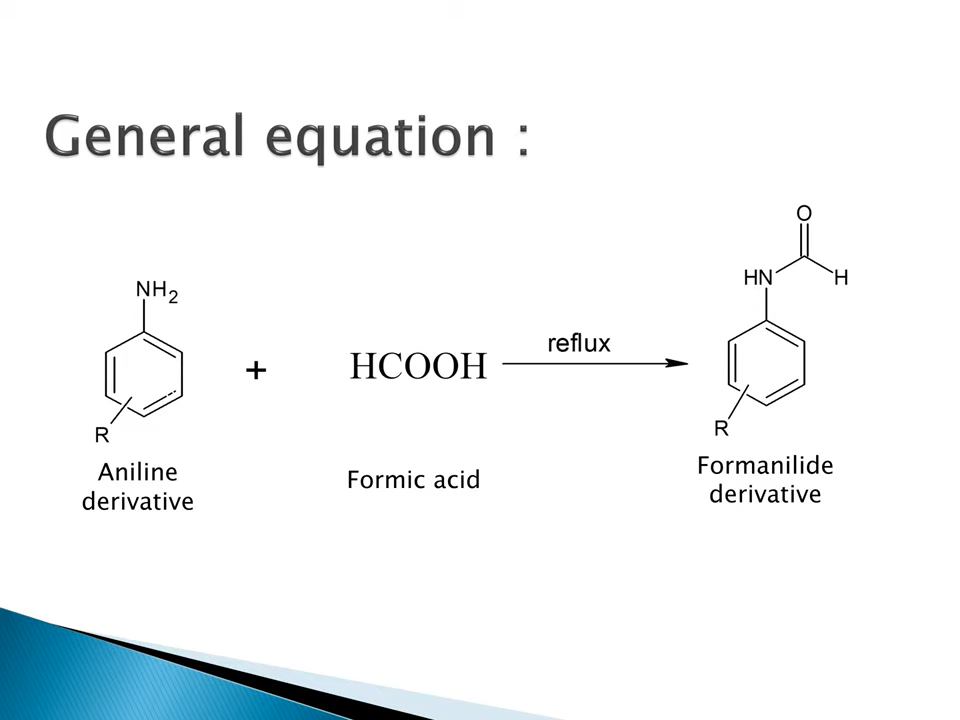 General equation :
O
HN
H
NH2
reflux
+
HCOOH
R
R
Aniline
derivative
Formic acid
Formanilide
derivative